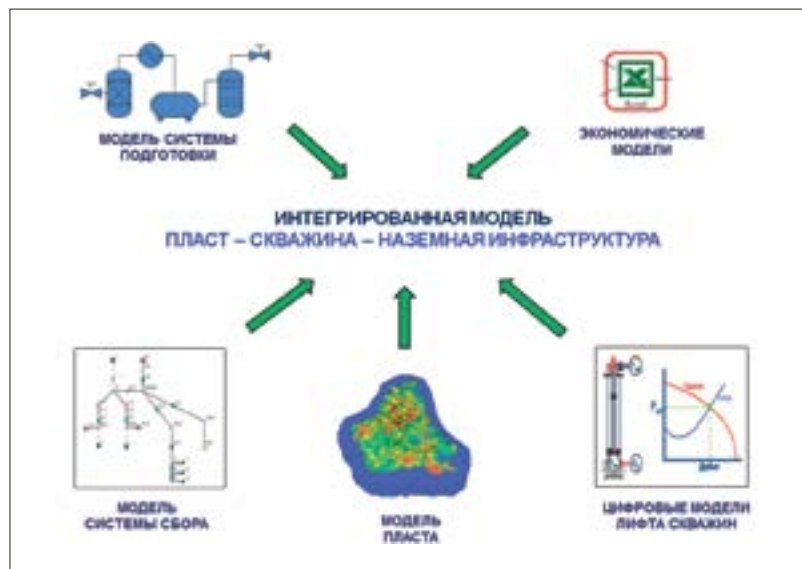 МОДЕЛЬ СИСТЕМЫ
ПОДГОТОВКИ
ЭКОНОМИЧЕСКИЕ
МОДЕЛИ
ИНТЕГРИРОВАННАЯ МОДЕЛЬ
ПЛАСТ – СКВАЖИНА – НАЗЕМНАЯ ИНФРАСТРУКТУРА
МОДЕЛЬ
СИСТЕМЫ СБОРА
МОДЕЛЬ
ПЛАСТА
ЦИФРОВЫЕ МОДЕЛИ
ЛИФТА СКВАЖИН